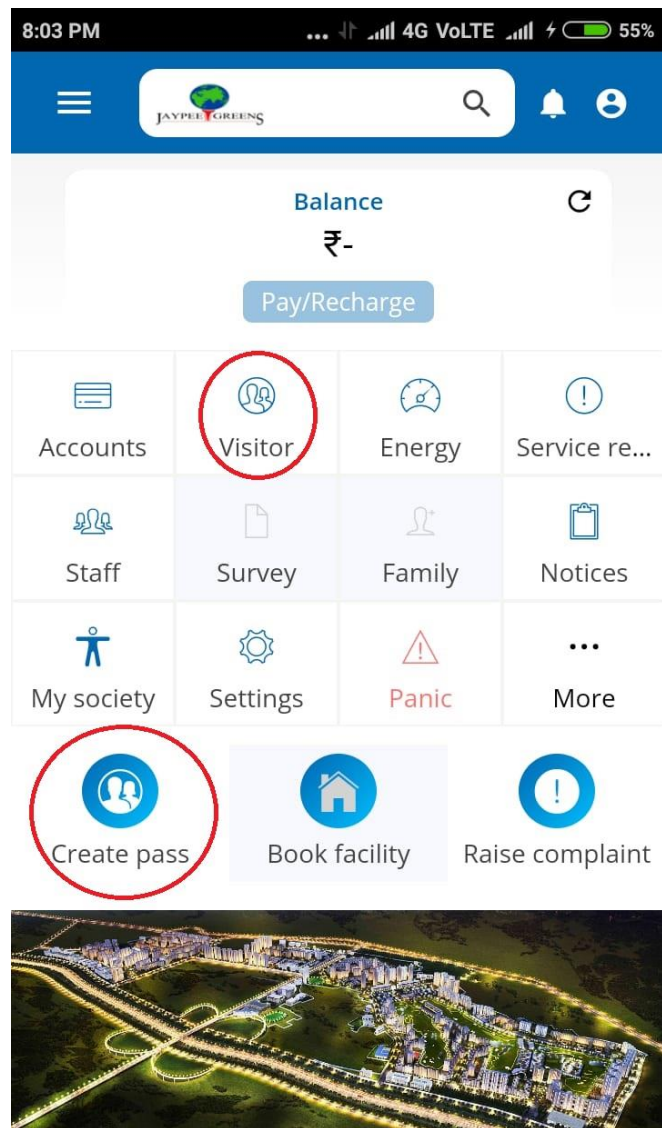 8:03 PM ... 4G VoLTE 55%
JAYPEE GREENS
Balance
₹-
Pay/Recharge
Accounts Visitor Energy Service re...
Staff Survey Family Notices
My society Settings Panic More
Create pass Book facility Raise complaint